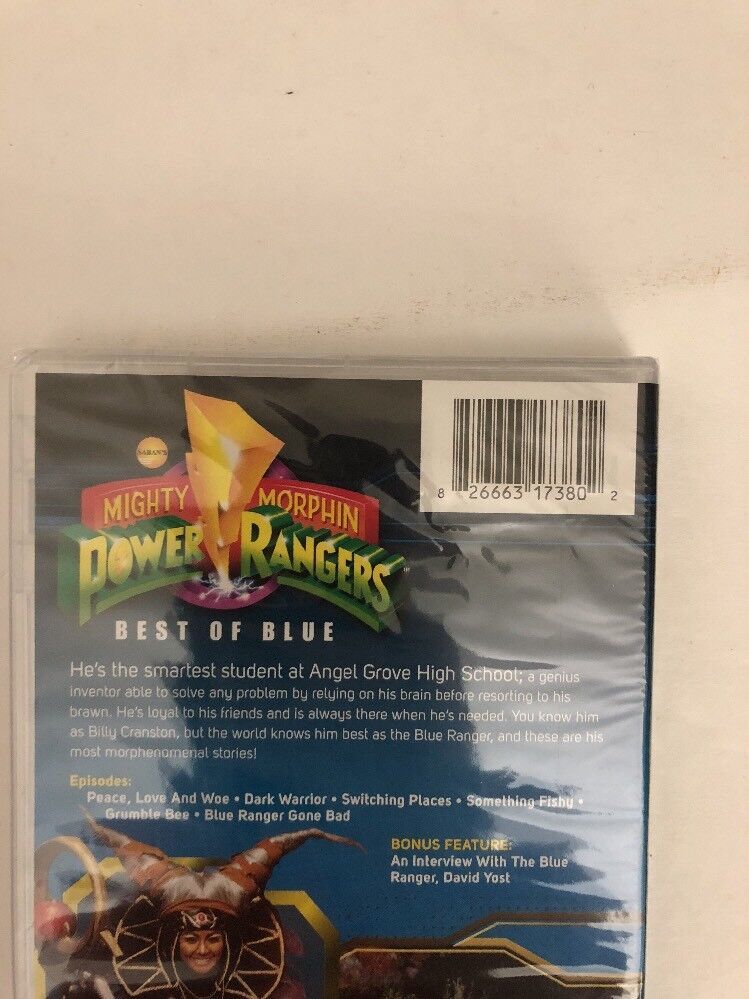 SABAN'S
MIGHTY MORPHIN
POWER RANGERS
BEST OF BLUE
8 26663 17380 2
He's the smartest student at Angel Grove High School; a genius
inventor able to solve any problem by relying on his brain before resorting to his
brawn. He's loyal to his friends and is always there when he's needed. You know him
as Billy Cranston, but the world knows him best as the Blue Ranger, and these are his
most morphenomenal stories!
Episodes:
Peace, Love And Woe • Dark Warrior • Switching Places • Something Fishy •
Grumble Bee • Blue Ranger Gone Bad
BONUS FEATURE:
An Interview With The Blue
Ranger, David Yost